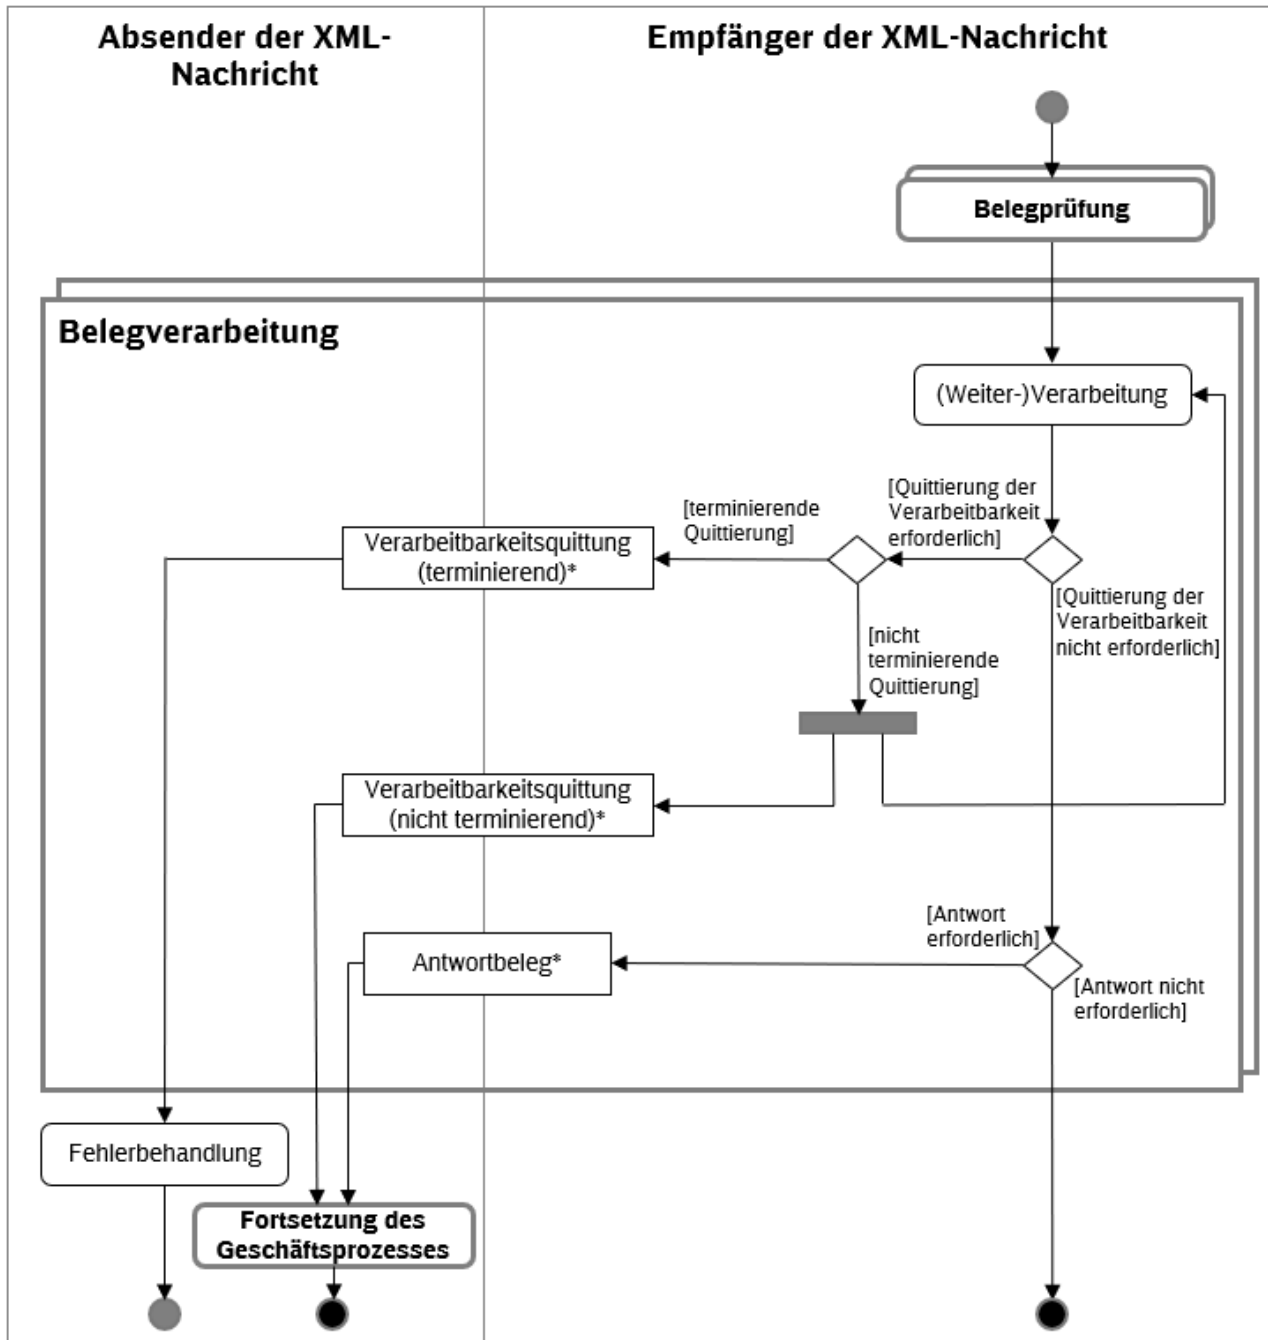 Absender der XML-
Nachricht
Empfänger der XML-Nachricht
Belegprüfung
Belegverarbeitung
(Weiter-)Verarbeitung
[Quittierung der
Verarbeitbarkeit
erforderlich]
[terminierende
Quittierung]
Verarbeitbarkeitsquittung
(terminierend)*
[Quittierung der
Verarbeitbarkeit
nicht erforderlich]
[nicht
terminierende
Quittierung]
Verarbeitbarkeitsquittung
(nicht terminierend)*
[Antwort
erforderlich]
Antwortbeleg*
[Antwort nicht
erforderlich]
Fehlerbehandlung
Fortsetzung des
Geschäftsprozesses